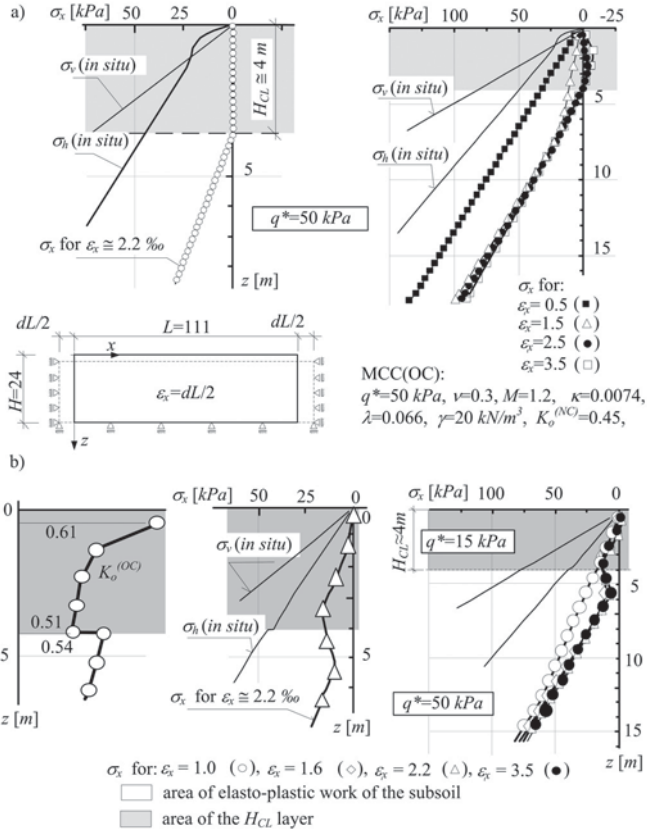 a)
σx [kPa] 50 25 0
σv (in situ)
HCL ≅ 4 m
σh (in situ)
5
q*=50 kPa
σx for εx ≅ 2.2 ‰
z [m]
σx [kPa] 100 50 0 -25
σv (in situ)
σh (in situ)
5
10
15
z [m]
σx for:
εx= 0.5 (■)
εx=1.5 (△)
εx=2.5 (●)
εx=3.5 (□)
dL/2 L=111 dL/2
x
H=24
εx=dL/2
z
MCC(OC):
q*=50 kPa, ν=0.3, M=1.2, κ=0.0074,
λ=0.066, γ=20 kN/m³, Ko(NC)=0.45,
b)
0
0.61
Ko(OC)
0.51
0.54
5
z [m]
σx [kPa] 50 25 0
0
σv (in situ)
σh (in situ)
5
σx for εx ≅ 2.2 ‰
z [m]
σx [kPa] 100 50 0
0
HCL≈4m
q*=15 kPa
5
10
q*=50 kPa
15
z [m]
σx for: εx = 1.0 (○), εx = 1.6 (◇), εx = 2.2 (△), εx = 3.5 (●)
area of elasto-plastic work of the subsoil
area of the HCL layer